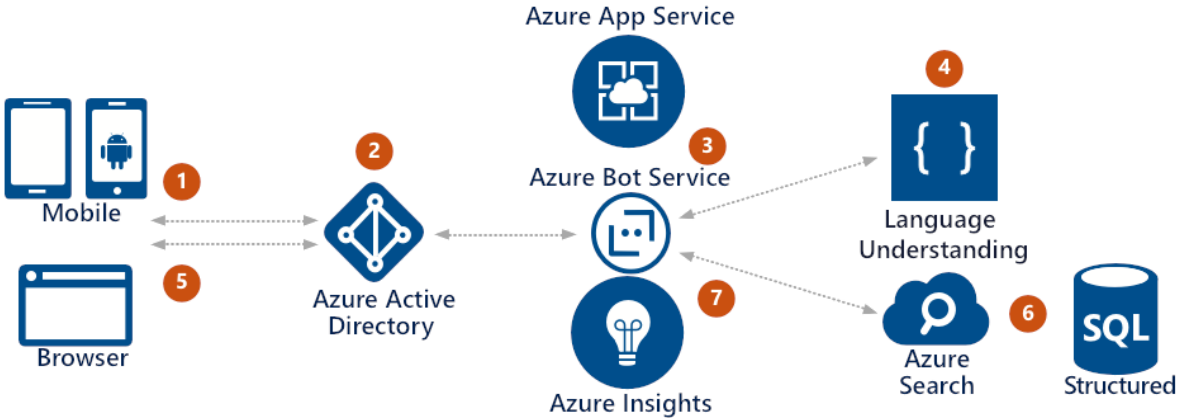 Azure App Service
4
2
3
1
Azure Bot Service
{ }
Mobile
Language
Understanding
5
Azure Active
Directory
7
6
SQL
Browser
Azure
Search
Structured
Azure Insights